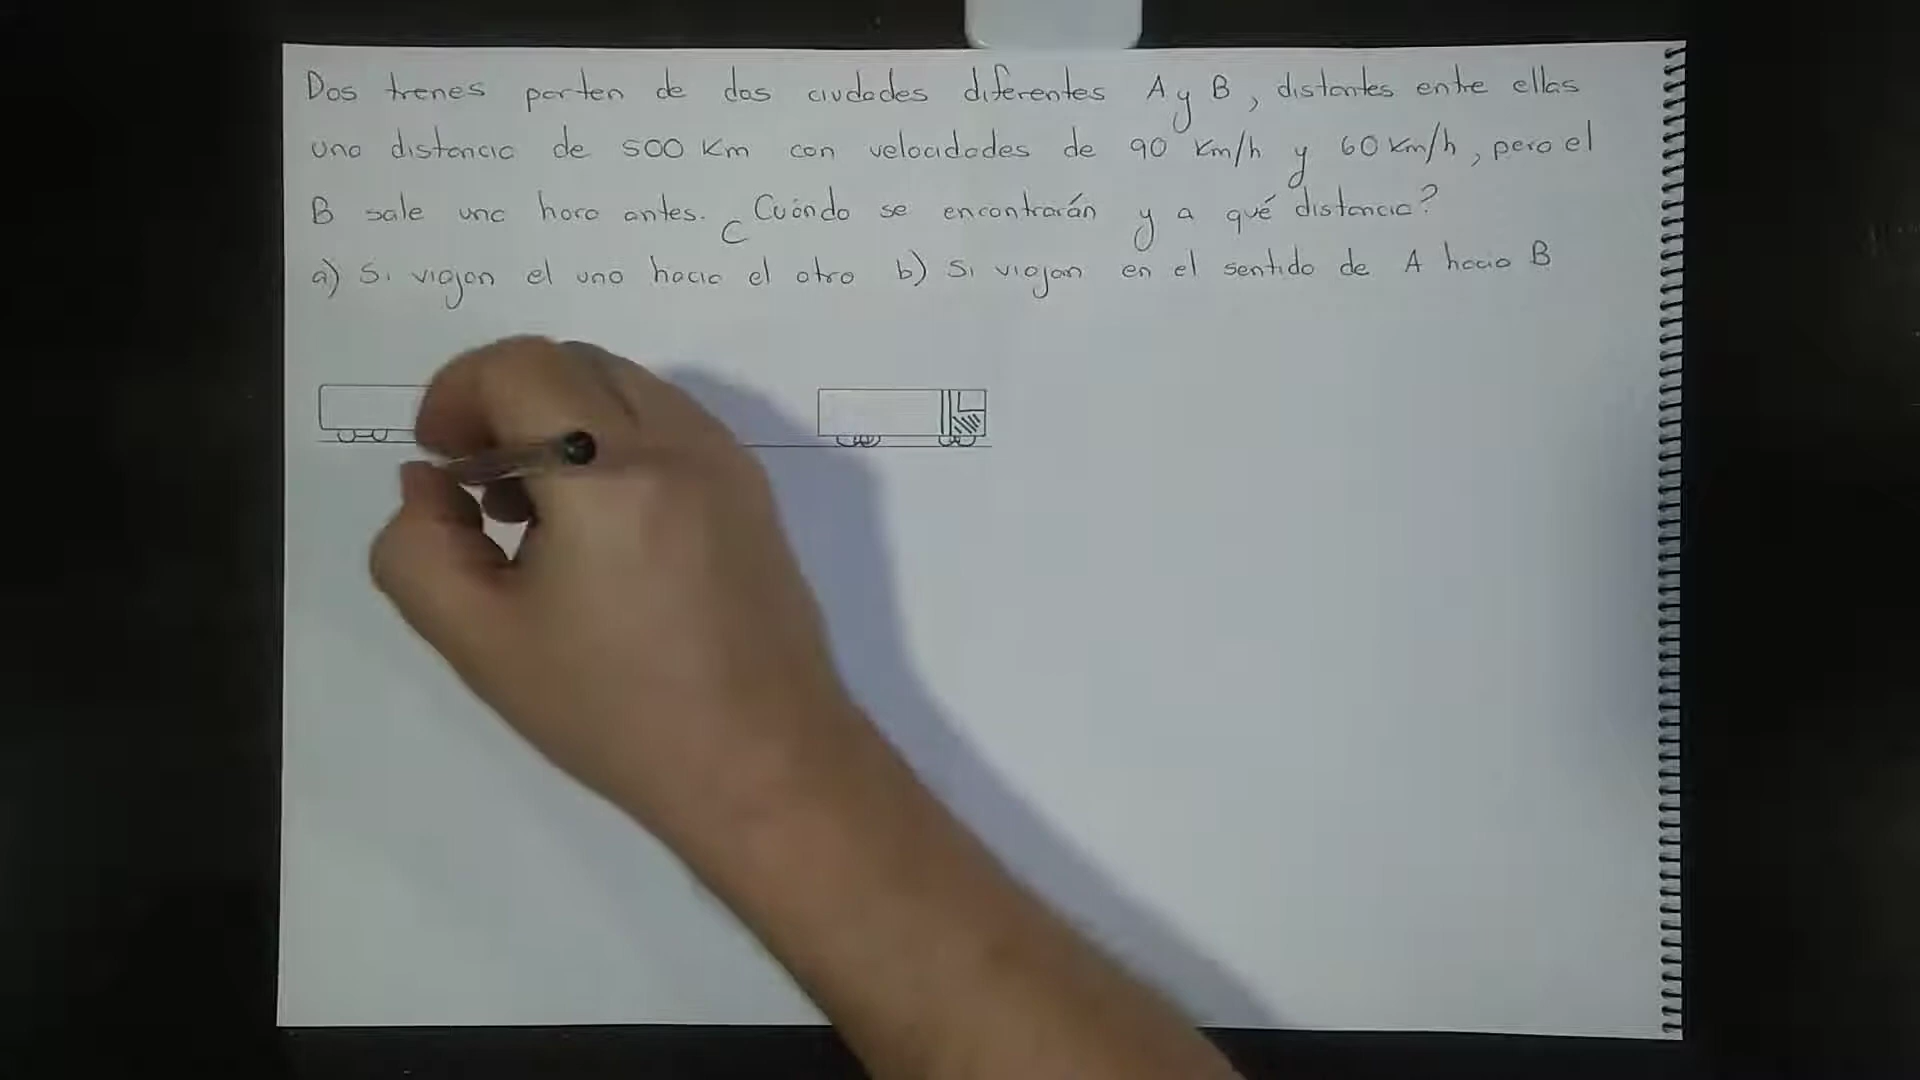 Dos trenes parten de dos ciudades diferentes A y B, distantes entre ellas
una distancia de 500 Km con velocidades de 90 Km/h y 60 Km/h, pero el
B sale una hora antes. ¿Cuándo se encontrarán y a qué distancia?
a) Si viajan el uno hacia el otro b) Si viajan en el sentido de A hacia B